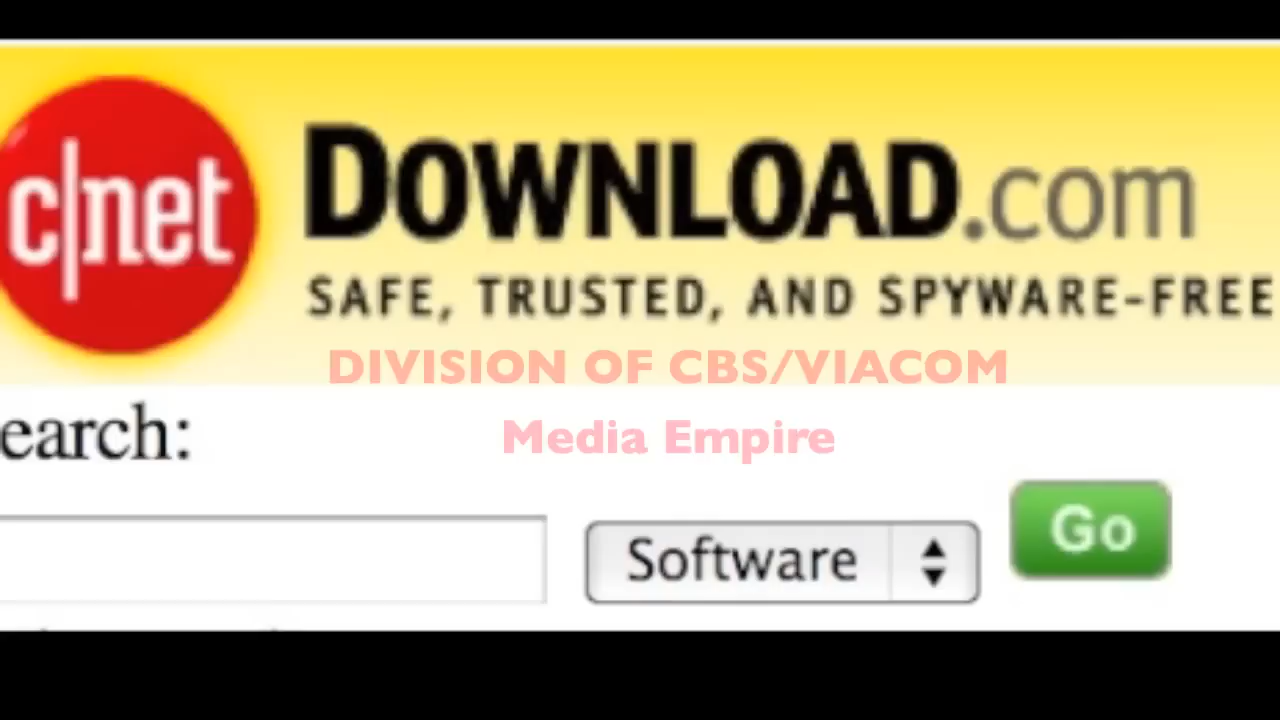 c|net
DOWNLOAD.com
SAFE, TRUSTED, AND SPYWARE-FREE
DIVISION OF CBS/VIACOM
earch:
Media Empire
Software
Go